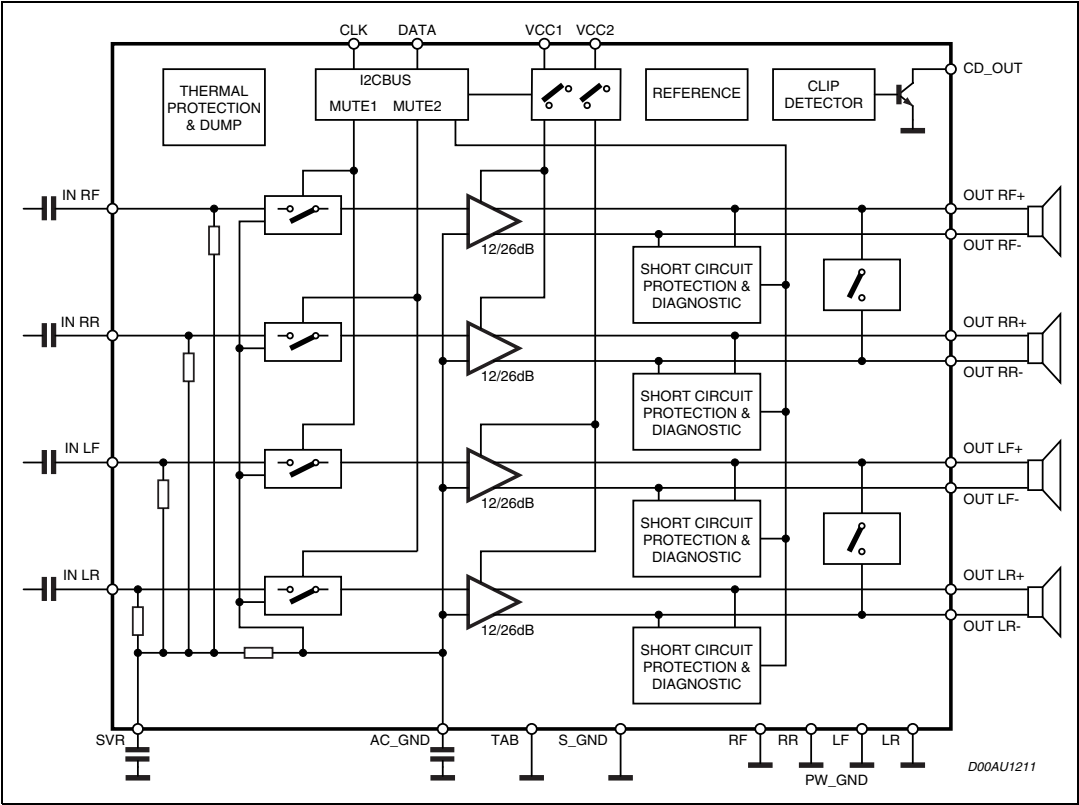 CLK
DATA
VCC1
VCC2
CD_OUT
THERMAL
PROTECTION
& DUMP
I2CBUS
MUTE1
MUTE2
REFERENCE
CLIP
DETECTOR
IN RF
12/26dB
SHORT CIRCUIT
PROTECTION &
DIAGNOSTIC
OUT RF+
OUT RF-
IN RR
12/26dB
SHORT CIRCUIT
PROTECTION &
DIAGNOSTIC
OUT RR+
OUT RR-
IN LF
12/26dB
SHORT CIRCUIT
PROTECTION &
DIAGNOSTIC
OUT LF+
OUT LF-
IN LR
12/26dB
SHORT CIRCUIT
PROTECTION &
DIAGNOSTIC
OUT LR+
OUT LR-
SVR
AC_GND
TAB
S_GND
RF
RR
LF
LR
PW_GND
D00AU1211